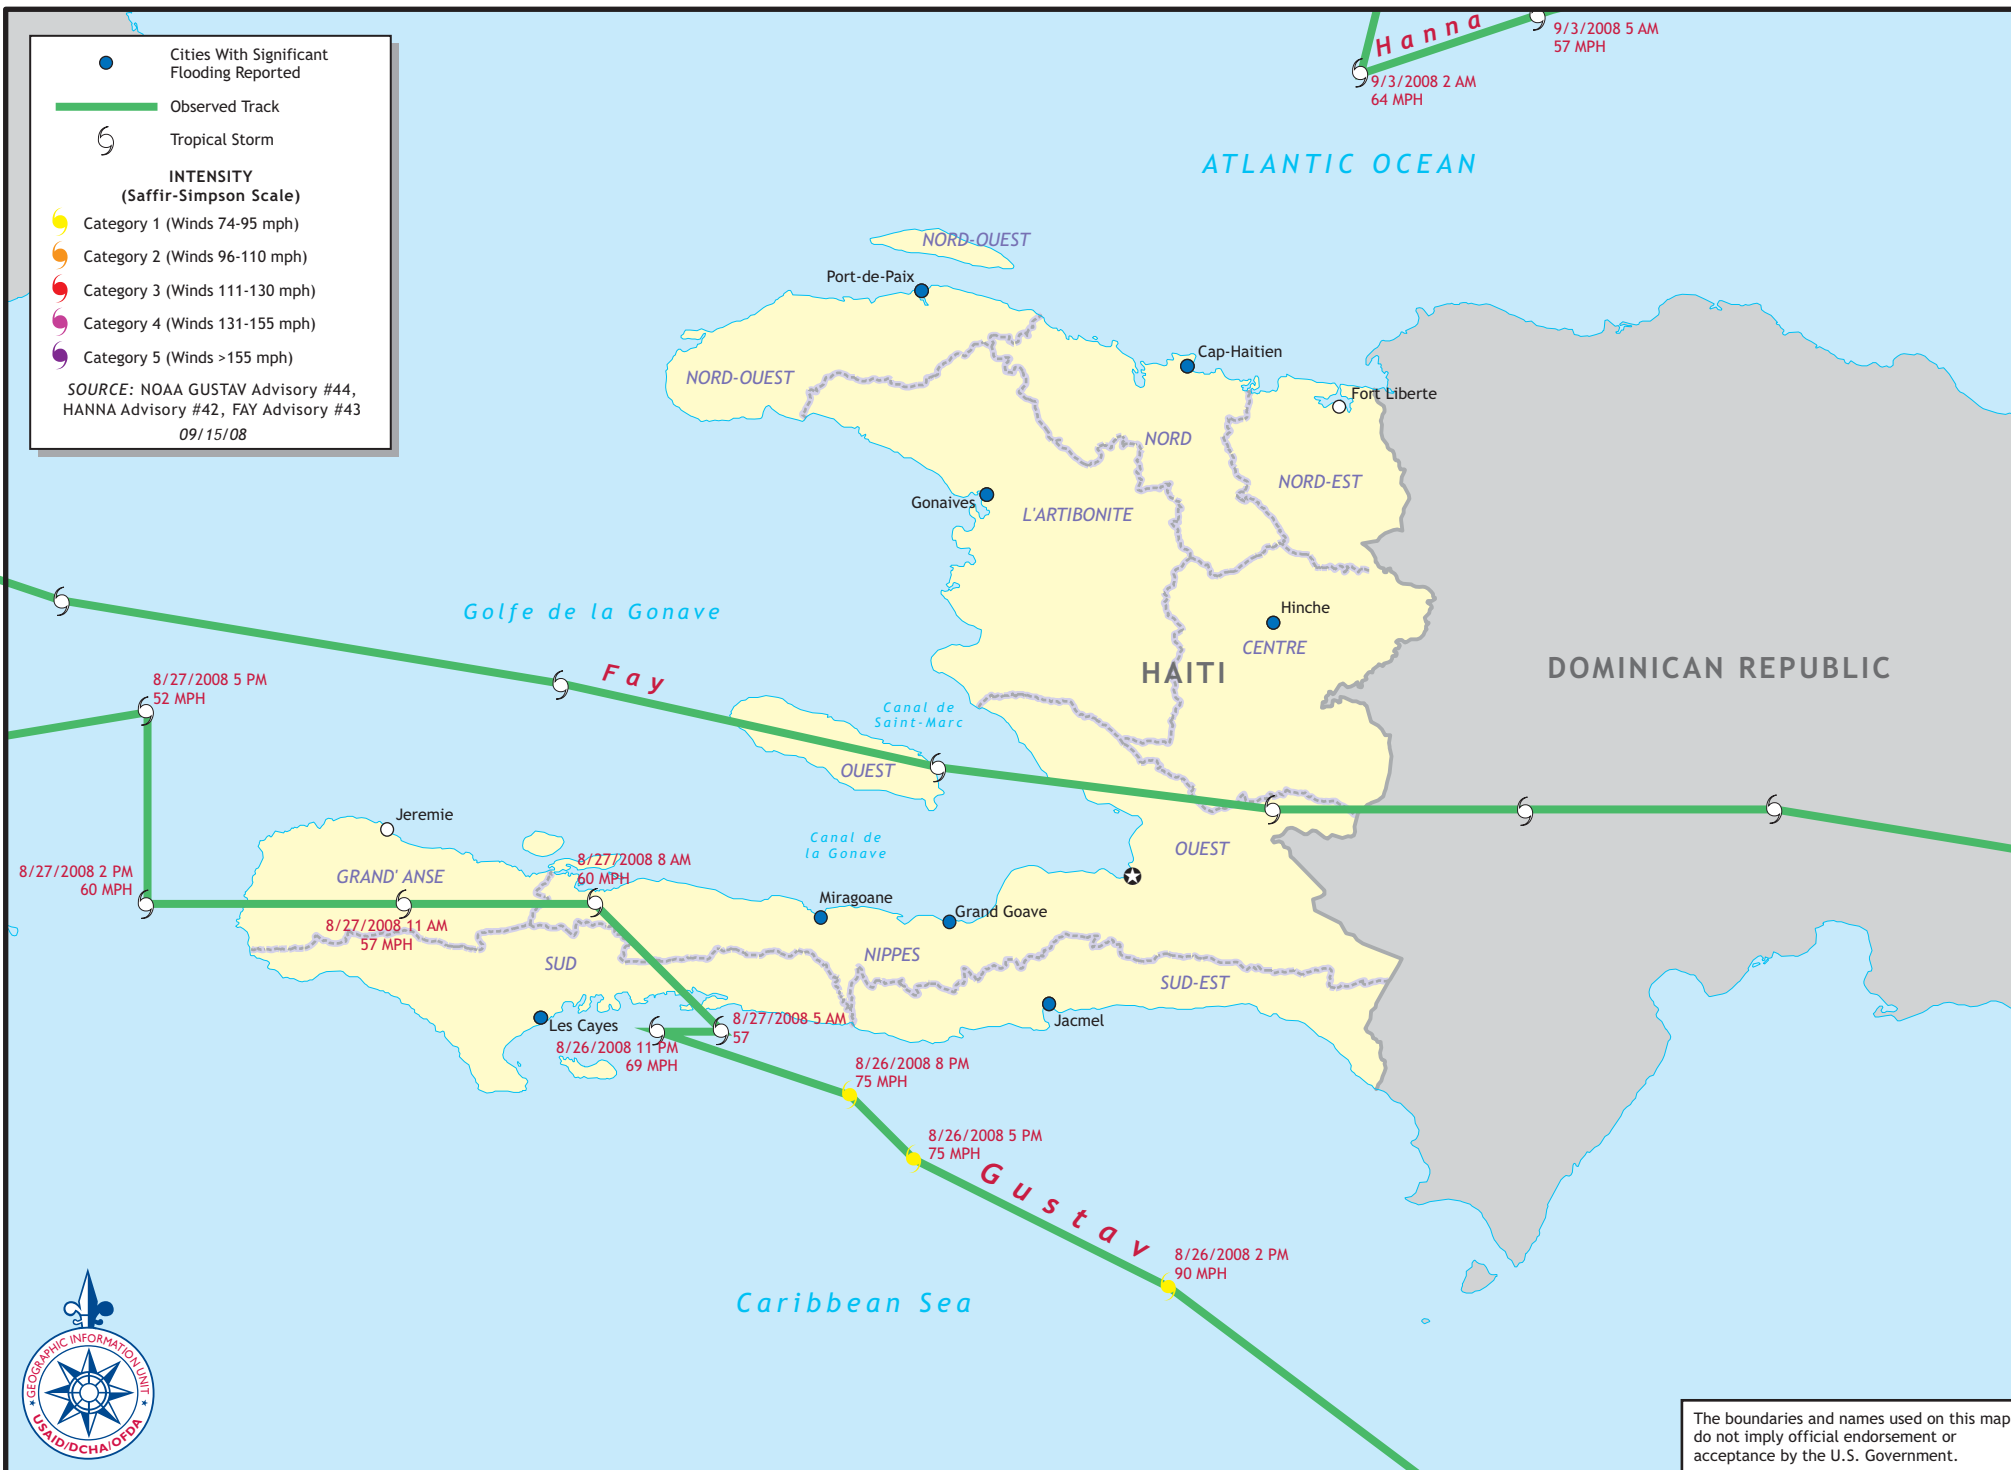 Cities With Significant
Flooding Reported
Observed Track
Tropical Storm
INTENSITY
(Saffir-Simpson Scale)
Category 1 (Winds 74-95 mph)
Category 2 (Winds 96-110 mph)
Category 3 (Winds 111-130 mph)
Category 4 (Winds 131-155 mph)
Category 5 (Winds >155 mph)
SOURCE: NOAA GUSTAV Advisory #44,
HANNA Advisory #42, FAY Advisory #43
09/15/08
Hanna
9/3/2008 5 AM
57 MPH
9/3/2008 2 AM
64 MPH
ATLANTIC OCEAN
NORD-OUEST
Port-de-Paix
Cap-Haitien
NORD-OUEST
Fort Liberte
NORD
NORD-EST
Gonaives
L'ARTIBONITE
Golfe de la Gonave
Hinche
CENTRE
HAITI
DOMINICAN REPUBLIC
Fay
8/27/2008 5 PM
52 MPH
Canal de
Saint-Marc
OUEST
Jeremie
Canal de
la Gonave
OUEST
8/27/2008 8 AM
60 MPH
8/27/2008 2 PM
60 MPH
GRAND' ANSE
Miragoane
Grand Goave
8/27/2008 11 AM
57 MPH
NIPPES
SUD
SUD-EST
Les Cayes
8/27/2008 5 AM
57
Jacmel
8/26/2008 11 PM
69 MPH
8/26/2008 8 PM
75 MPH
8/26/2008 5 PM
75 MPH
Gustav
8/26/2008 2 PM
90 MPH
Caribbean Sea
GEOGRAPHIC INFORMATION UNIT
USAID/DCHA/OFDA
The boundaries and names used on this map
do not imply official endorsement or
acceptance by the U.S. Government.